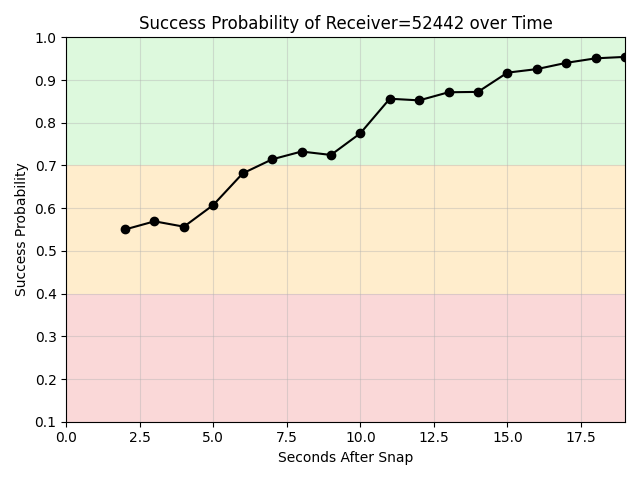 Success Probability of Receiver=52442 over Time
1.0
0.9
0.8
0.7
0.6
0.5
0.4
0.3
0.2
0.1
Success Probability
0.0 2.5 5.0 7.5 10.0 12.5 15.0 17.5
Seconds After Snap